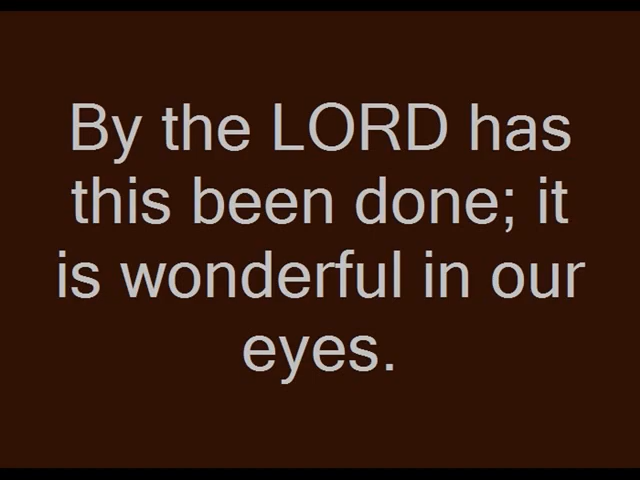 By the LORD has
this been done; it
is wonderful in our
eyes.